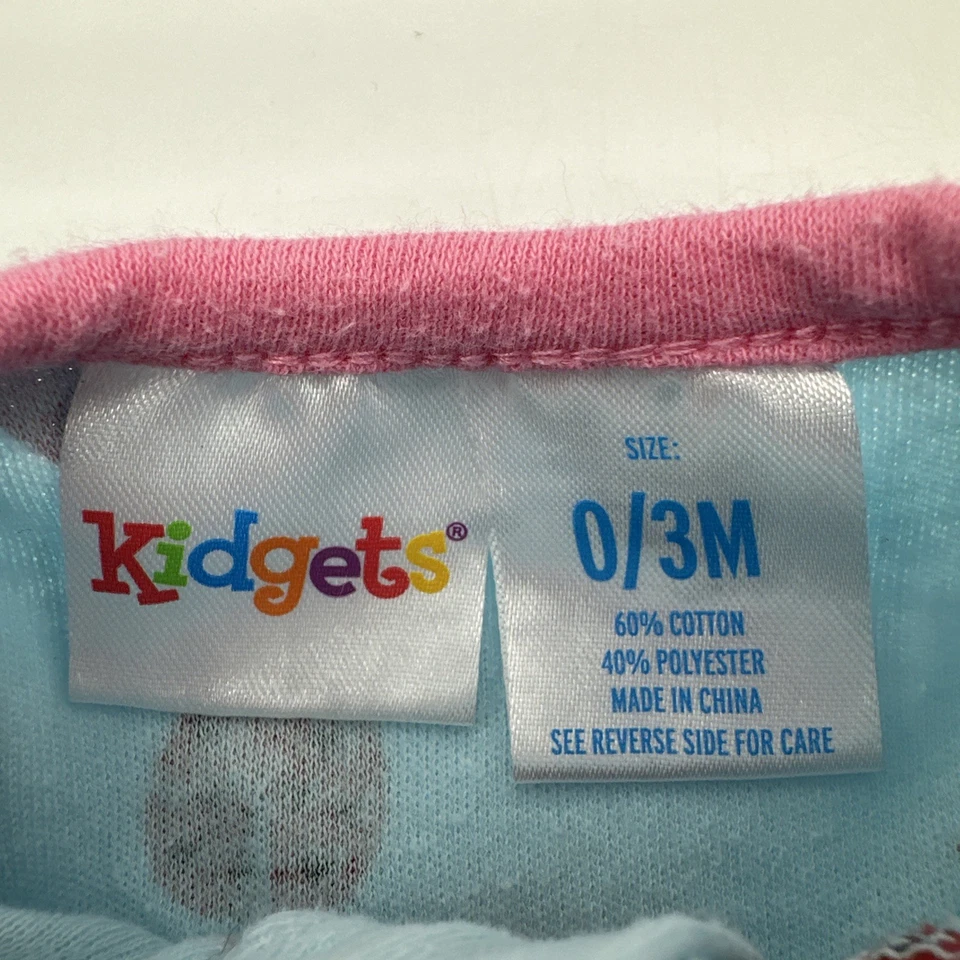 Kidgets®
SIZE:
0/3M
60% COTTON
40% POLYESTER
MADE IN CHINA
SEE REVERSE SIDE FOR CARE